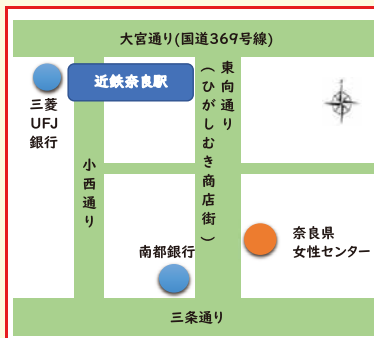 大宮通り(国道369号線)
近鉄奈良駅
三菱
UFJ
銀行
小西通り
東向通り
(ひがしむき商店街)
南都銀行
奈良県
女性センター
三条通り